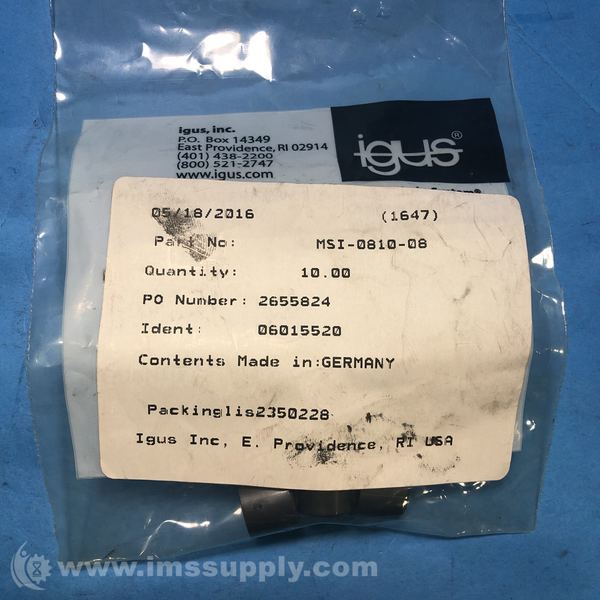 igus, inc.
P.O. Box 14349
East Providence, RI 02914
(401) 438-2200
(800) 521-2747
www.igus.com
igus®
05/18/2016 (1647)
Part No: MSI-0810-08
Quantity: 10.00
PO Number: 2655824
Ident: 06015520
Contents Made in:GERMANY
Packinglis2350228
Igus Inc, E. Providence, RI USA
www.imssupply.com